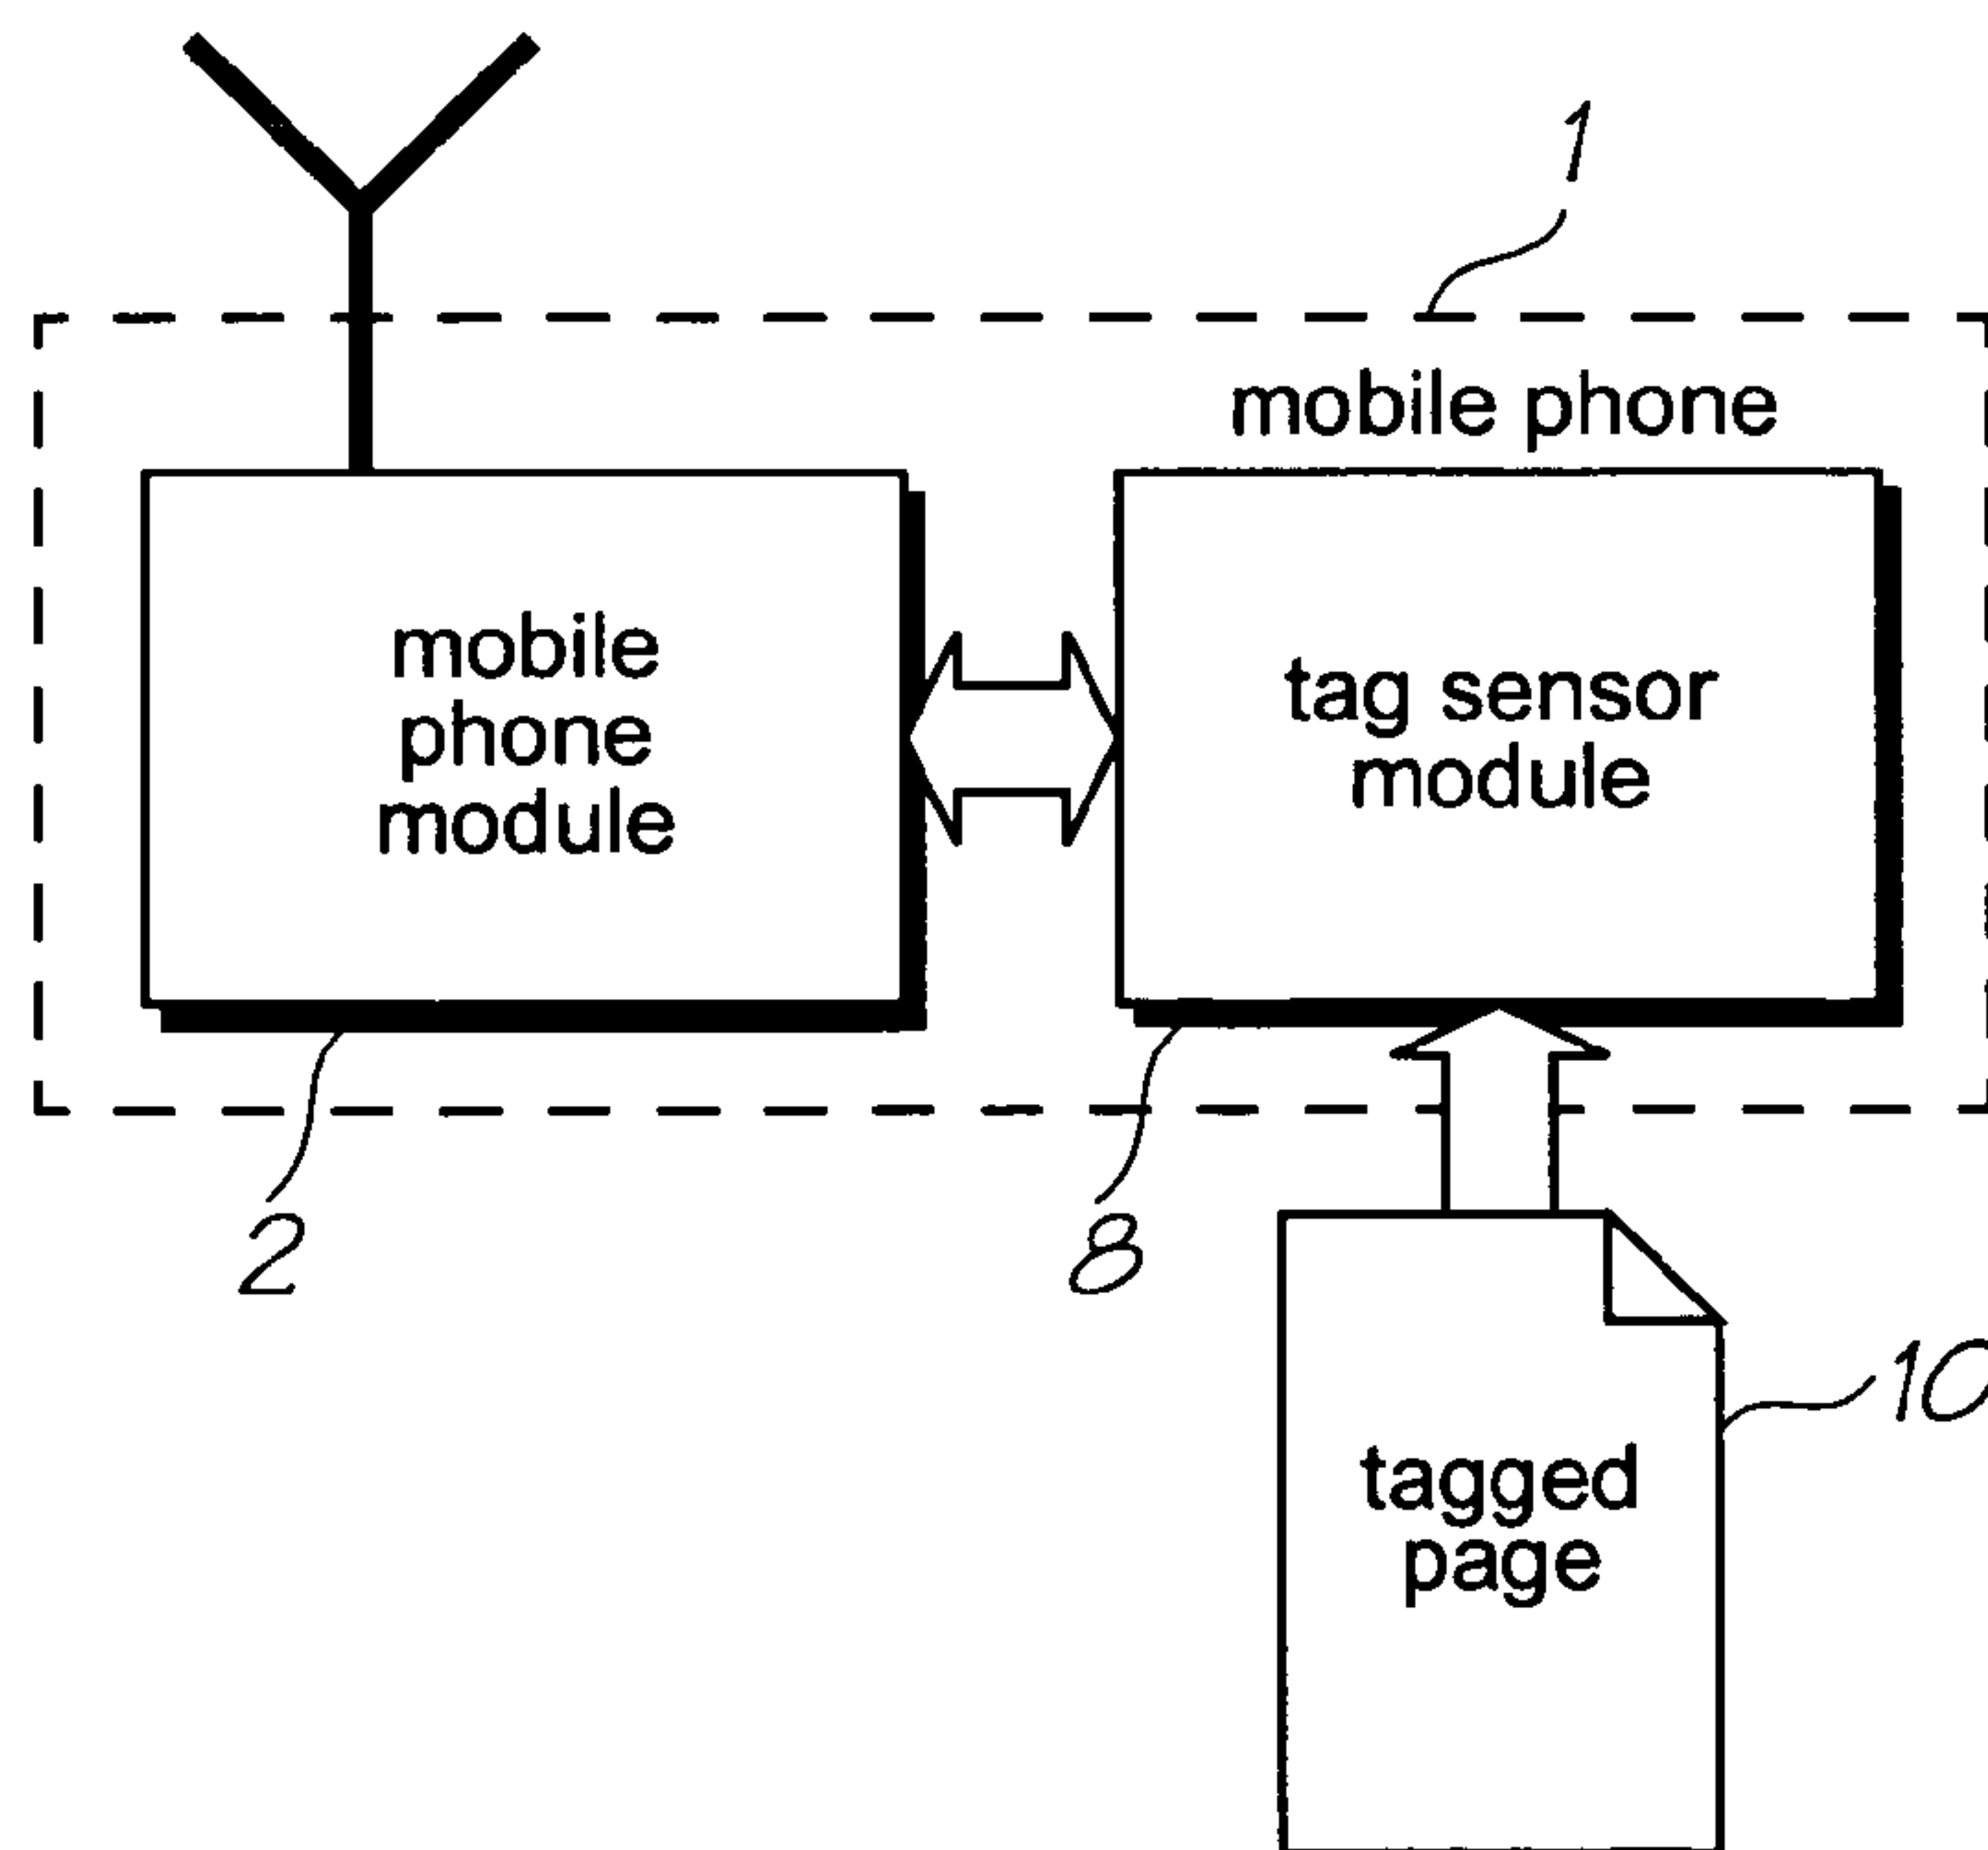 1
mobile phone
mobile
phone
module
tag sensor
module
2
8
10
tagged
page